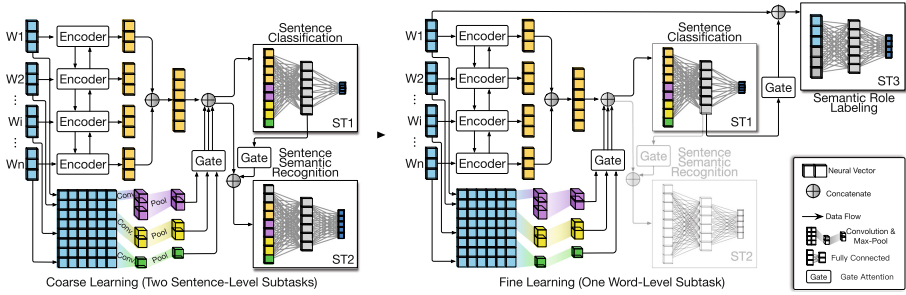 W1
Encoder
W2
Encoder
Wi
Encoder
Wn
Encoder
Sentence
Classification
ST1
Gate
Gate
Sentence
Semantic
Recognition
Conv.
Pool
Conv.
Pool
Conv.
Pool
ST2
Coarse Learning (Two Sentence-Level Subtasks)
W1
Encoder
W2
Encoder
Wi
Encoder
Wn
Encoder
Sentence
Classification
ST1
Gate
Gate
Sentence
Semantic
Recognition
ST2
Gate
ST3
Semantic Role
Labeling
Fine Learning (One Word-Level Subtask)
Neural Vector
Concatenate
Data Flow
Convolution &
Max-Pool
Fully Connected
Gate
Gate Attention